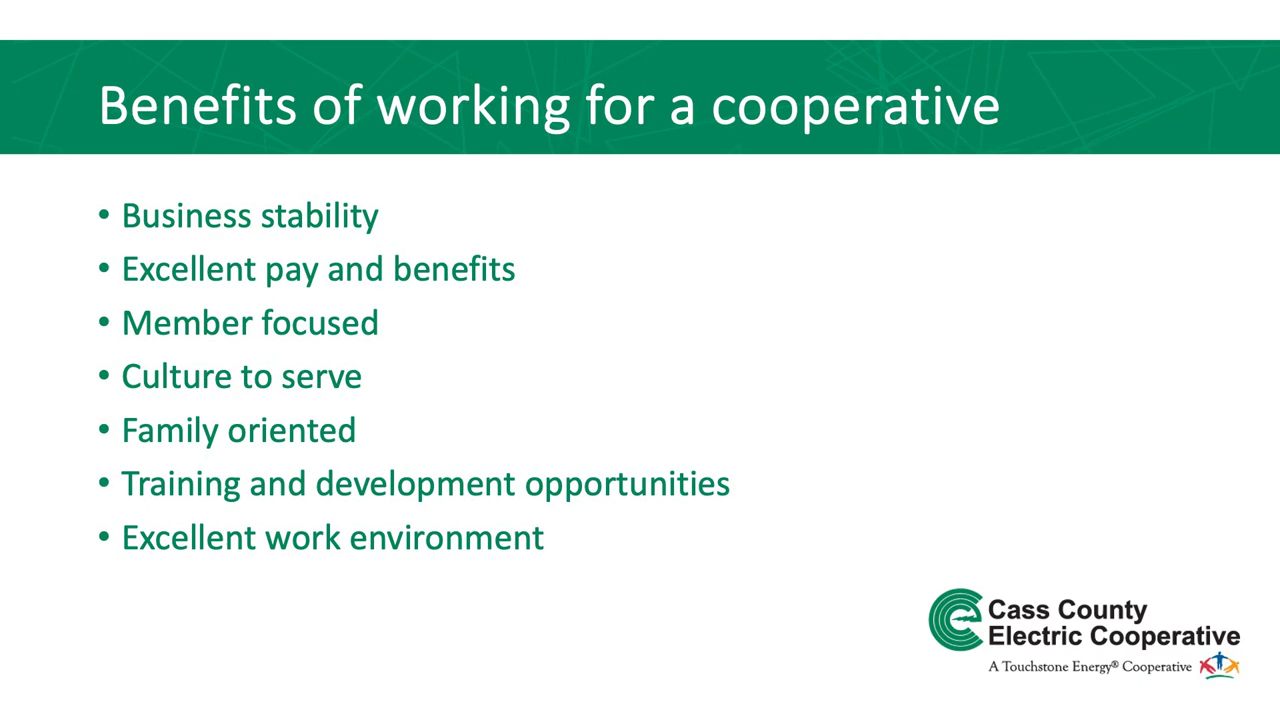 Benefits of working for a cooperative
• Business stability
• Excellent pay and benefits
• Member focused
• Culture to serve
• Family oriented
• Training and development opportunities
• Excellent work environment
Cass County
Electric Cooperative
A Touchstone Energy® Cooperative